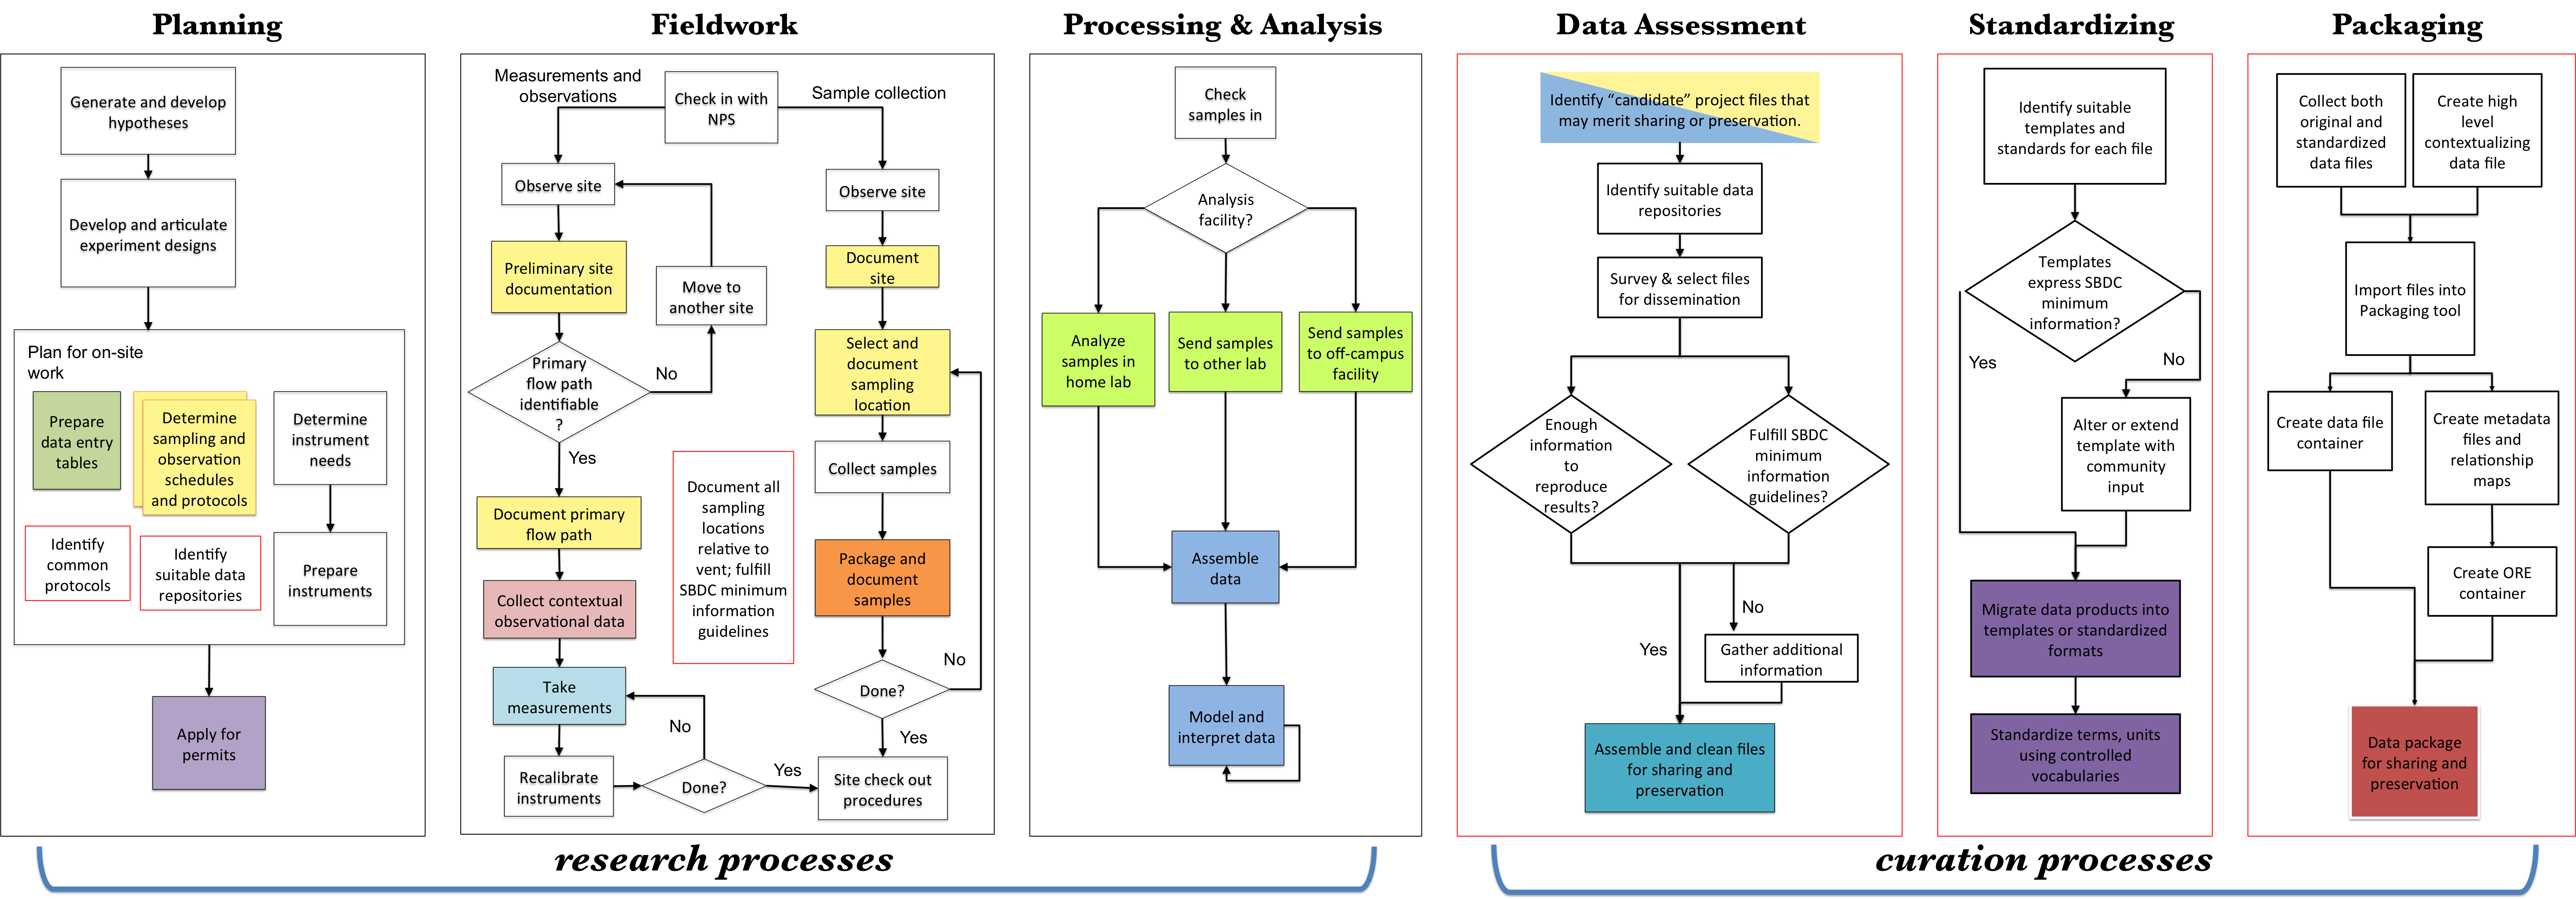 Planning
Generate and develop
hypotheses
Develop and articulate
experiment designs
Plan for on-site
work
Prepare
data entry
tables
Determine
sampling and
observation
schedules
and protocols
Determine
instrument
needs
Identify
common
protocols
Identify
suitable data
repositories
Prepare
instruments
Apply for
permits
Fieldwork
Measurements and
observations
Check in with
NPS
Sample collection
Observe site
Preliminary site
documentation
Move to
another site
Primary
flow path
identifiable
?
No
Yes
Document primary
flow path
Collect contextual
observational data
Take
measurements
Recalibrate
instruments
Done?
No
Yes
Document all
sampling
locations
relative to
vent; fulfill
SBDC minimum
information
guidelines
Observe site
Document
site
Select and
document
sampling
location
Collect samples
Package and
document
samples
Done?
No
Yes
Site check out
procedures
Processing & Analysis
Check
samples in
Analysis
facility?
Analyze
samples in
home lab
Send samples
to other lab
Send samples
to off-campus
facility
Assemble
data
Model and
interpret data
research processes
Data Assessment
Identify “candidate” project files that
may merit sharing or preservation.
Identify suitable data
repositories
Survey & select files
for dissemination
Enough
information
to
reproduce
results?
Fulfill SBDC
minimum
information
guidelines?
No
Yes
Gather additional
information
Assemble and clean files
for sharing and
preservation
Standardizing
Identify suitable
templates and
standards for each file
Templates
express SBDC
minimum
information?
Yes
No
Alter or extend
template with
community
input
Migrate data products into
templates or standardized
formats
Standardize terms, units
using controlled
vocabularies
Packaging
Collect both
original and
standardized
data files
Create high
level
contextualizing
data file
Import files into
Packaging tool
Create data file
container
Create metadata
files and
relationship
maps
Create ORE
container
Data package
for sharing and
preservation
curation processes